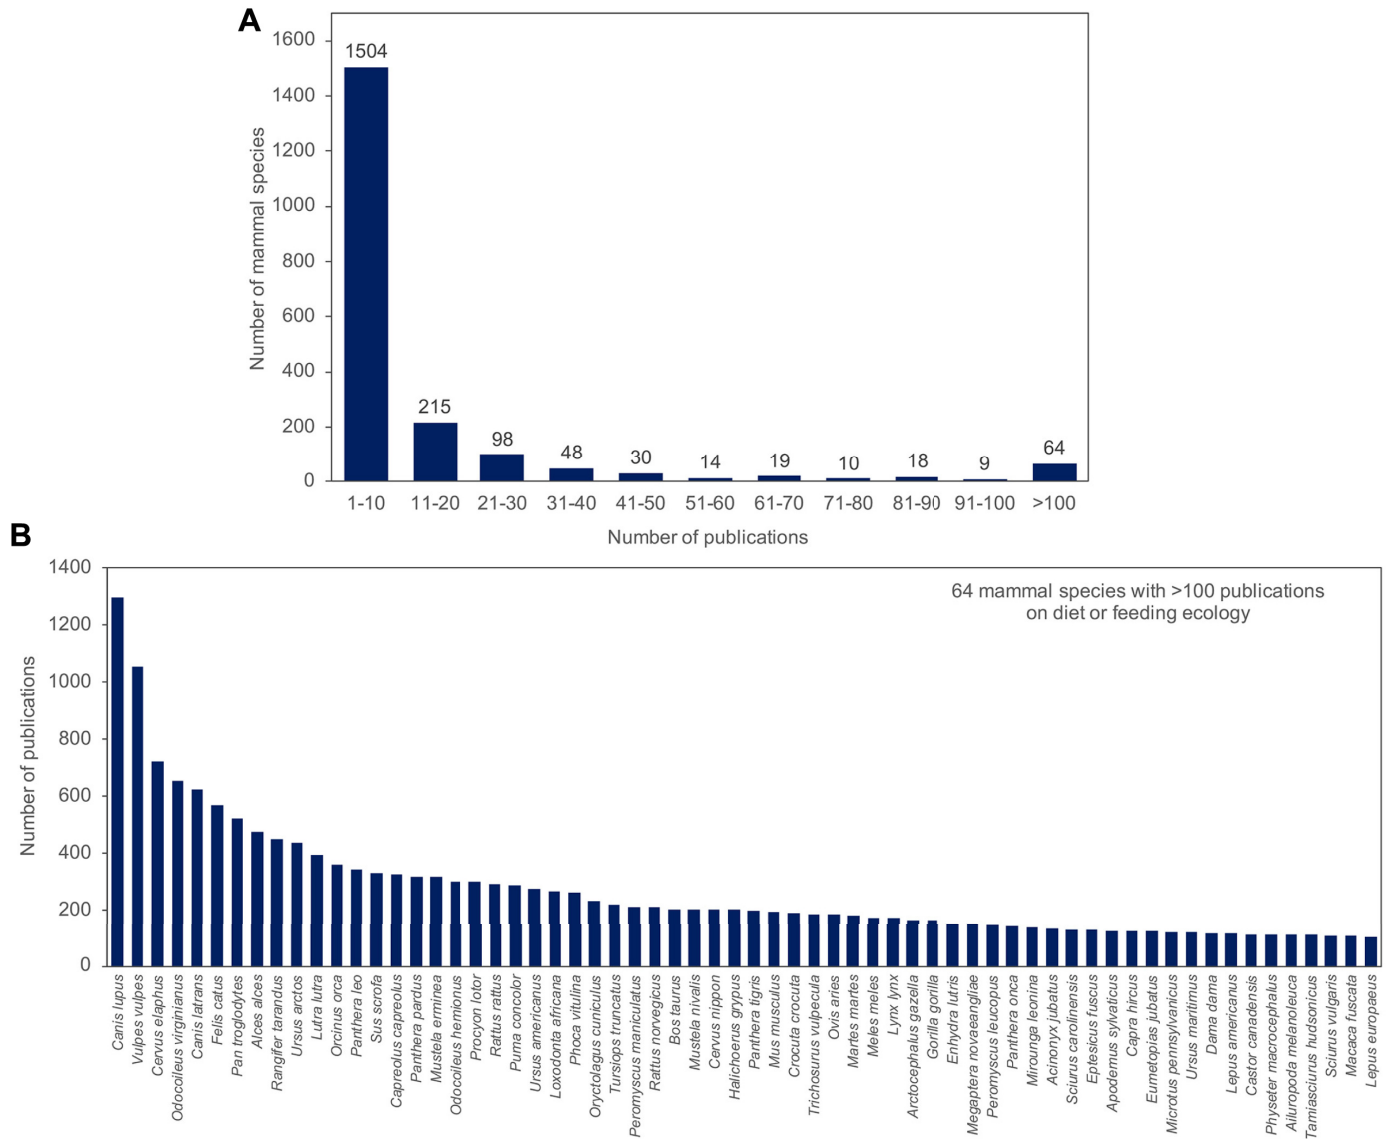 A
1600
1400
1200
1000
800
600
400
200
0
Number of mammal species
1504
215
98
48
30
14
19
10
18
9
64
1-10 11-20 21-30 31-40 41-50 51-60 61-70 71-80 81-90 91-100 >100
Number of publications
B
1400
1200
1000
800
600
400
200
0
Number of publications
64 mammal species with >100 publications
on diet or feeding ecology
Canis lupus
Vulpes vulpes
Cervus elaphus
Odocoileus virginianus
Canis latrans
Felis catus
Pan troglodytes
Alces alces
Rangifer tarandus
Ursus arctos
Lutra lutra
Orcinus orca
Panthera leo
Sus scrofa
Capreolus capreolus
Panthera pardus
Mustela erminea
Odocoileus hemionus
Procyon lotor
Rattus rattus
Puma concolor
Ursus americanus
Loxodonta africana
Phoca vitulina
Oryctolagus cuniculus
Tursiops truncatus
Peromyscus maniculatus
Rattus norvegicus
Bos taurus
Mustela nivalis
Cervus nippon
Halichoerus grypus
Panthera tigris
Mus musculus
Crocuta crocuta
Trichosurus vulpecula
Ovis aries
Martes martes
Meles meles
Lynx lynx
Arctocephalus gazella
Gorilla gorilla
Enhydra lutris
Megaptera novaeangliae
Peromyscus leucopus
Panthera onca
Mirounga leonina
Acinonyx jubatus
Sciurus carolinensis
Eptesicus fuscus
Apodemus sylvaticus
Capra hircus
Eumetopias jubatus
Microtus pennsylvanicus
Ursus maritimus
Dama dama
Lepus americanus
Castor canadensis
Physeter macrocephalus
Ailuropoda melanoleuca
Tamiasciurus hudsonicus
Sciurus vulgaris
Macaca fuscata
Lepus europaeus